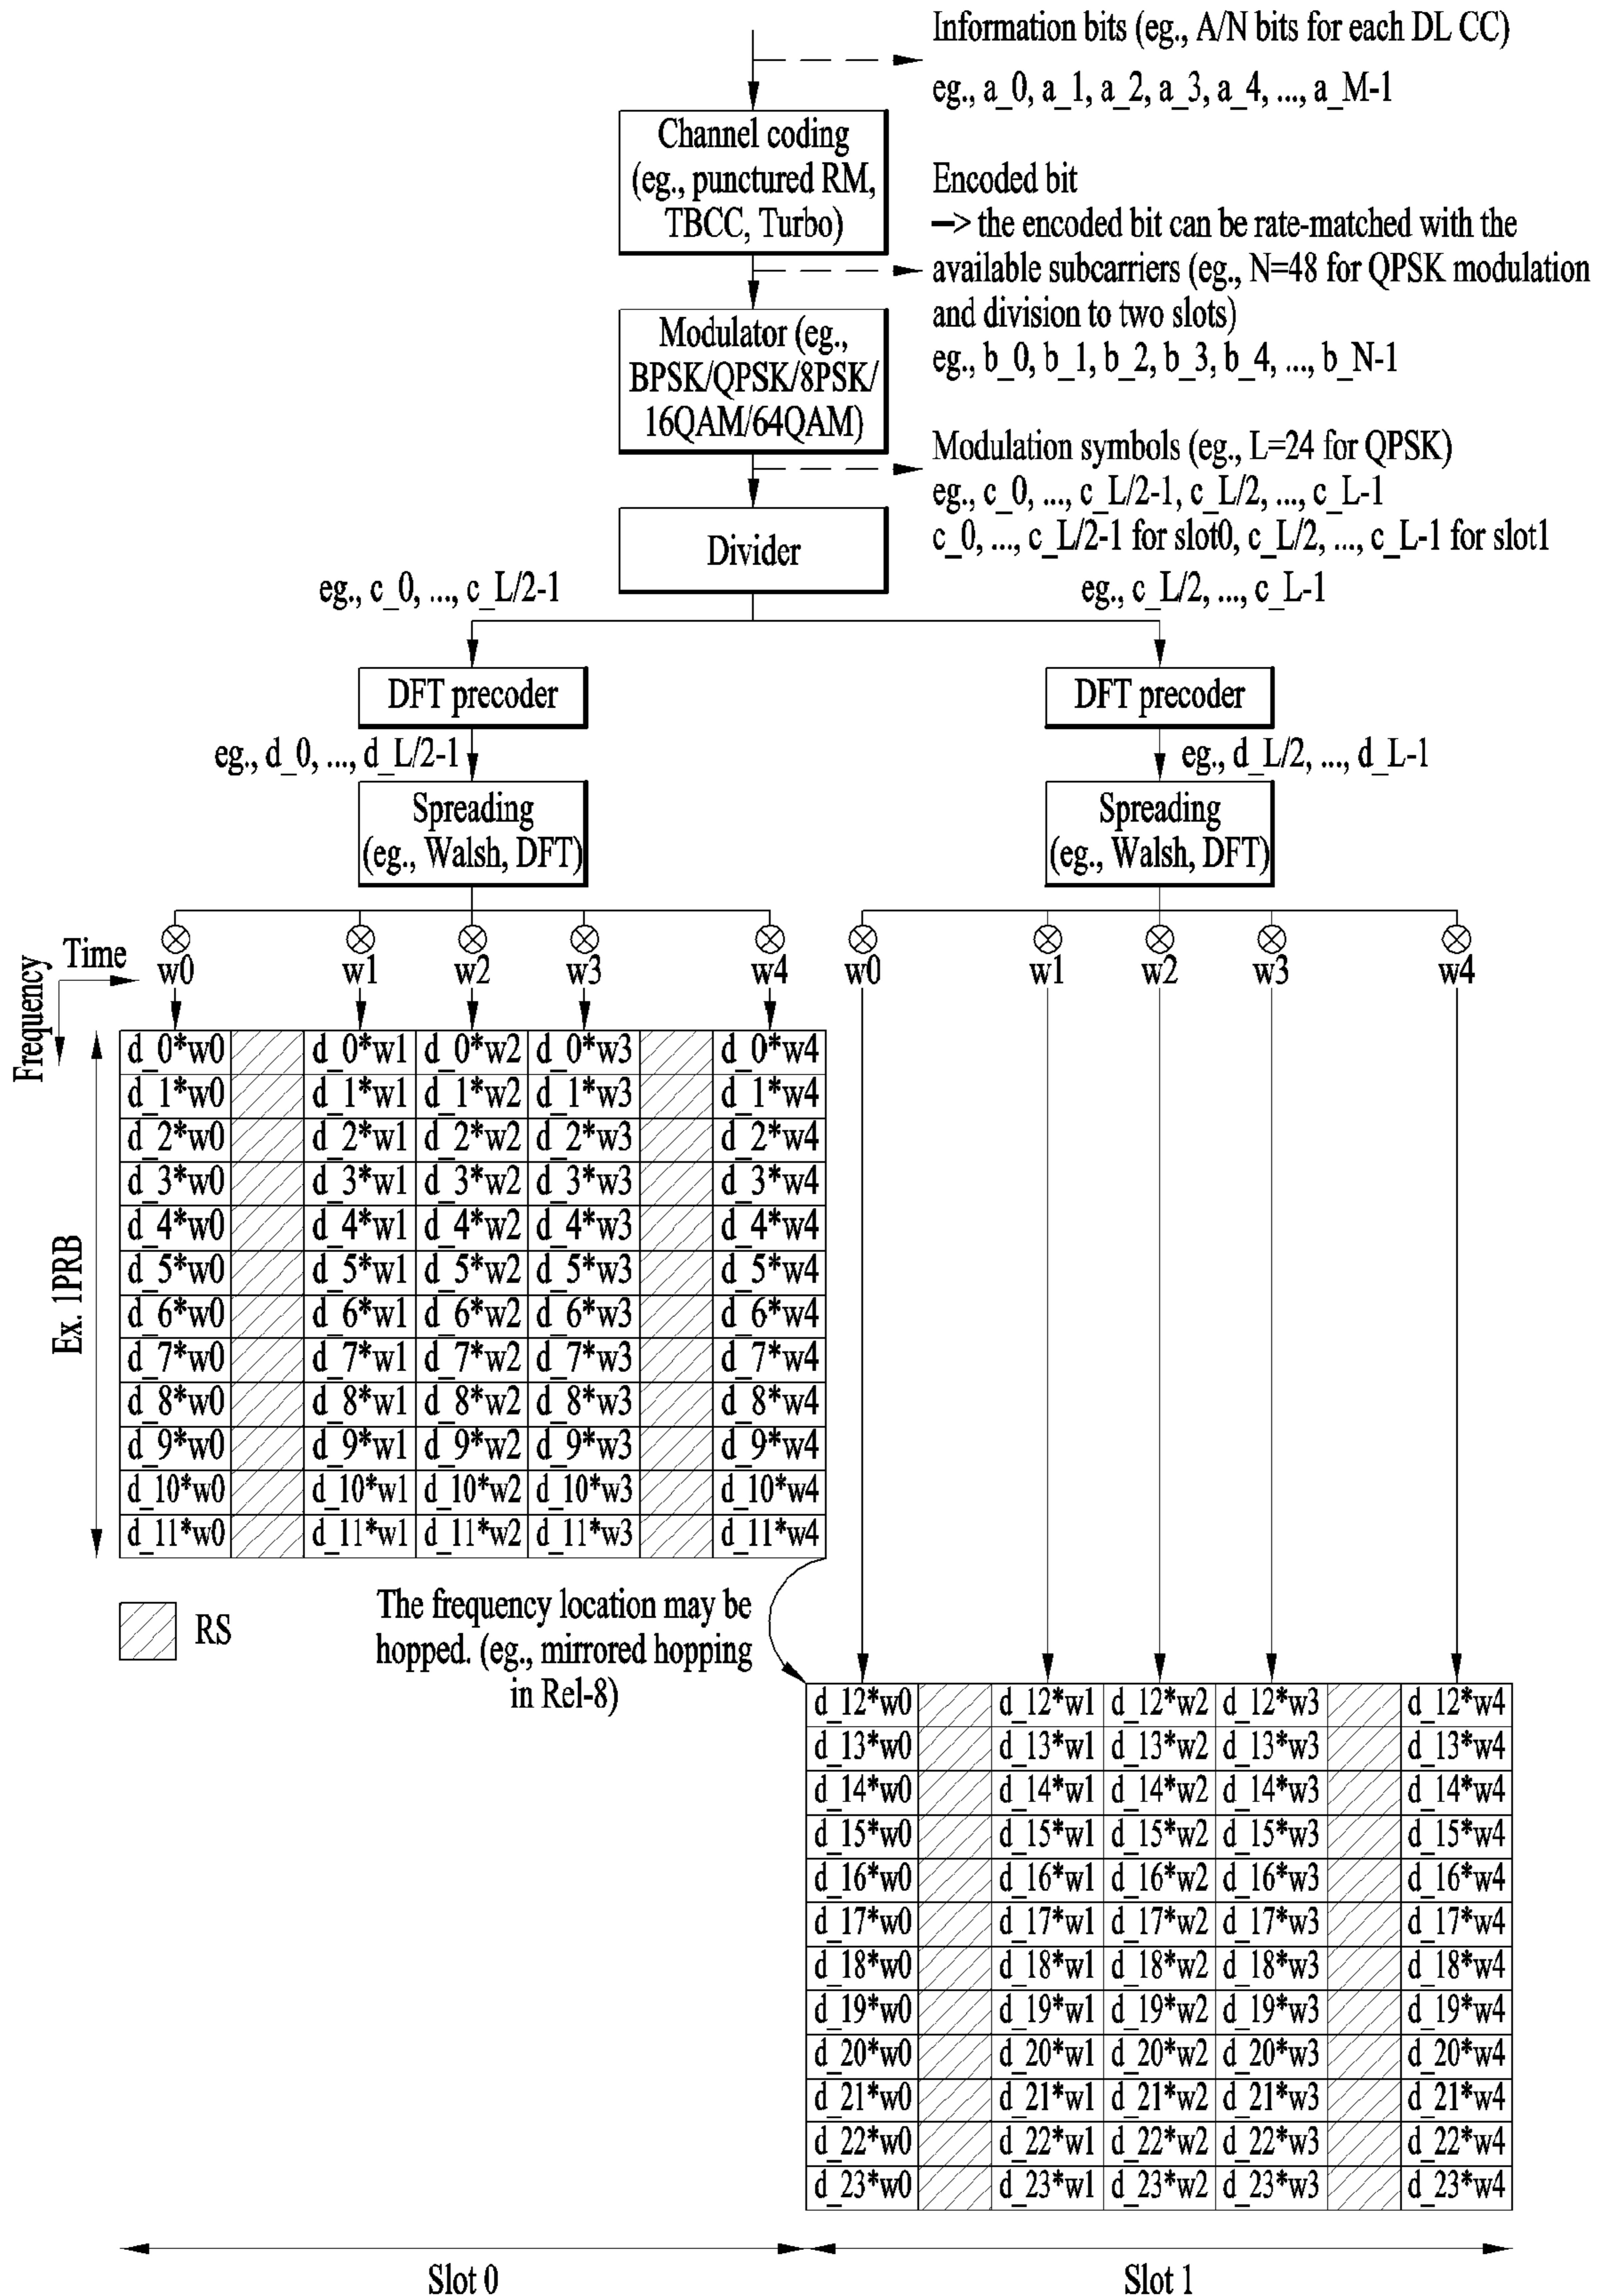 Information bits (eg., A/N bits for each DL CC)
eg., a_0, a_1, a_2, a_3, a_4, ..., a_M-1
Channel coding
(eg., punctured RM,
TBCC, Turbo)
Encoded bit
—> the encoded bit can be rate-matched with the
available subcarriers (eg., N=48 for QPSK modulation
and division to two slots)
eg., b_0, b_1, b_2, b_3, b_4, ..., b_N-1
Modulator (eg.,
BPSK/QPSK/8PSK/
16QAM/64QAM)
Modulation symbols (eg., L=24 for QPSK)
eg., c_0, ..., c_L/2-1, c_L/2, ..., c_L-1
c_0, ..., c_L/2-1 for slot0, c_L/2, ..., c_L-1 for slot1
Divider
eg., c_0, ..., c_L/2-1
eg., c_L/2, ..., c_L-1
DFT precoder
DFT precoder
eg., d_0, ..., d_L/2-1
eg., d_L/2, ..., d_L-1
Spreading
(eg., Walsh, DFT)
Spreading
(eg., Walsh, DFT)
Time
Frequency
w0 w1 w2 w3 w4 w0 w1 w2 w3 w4
d_0*w0 d_0*w1 d_0*w2 d_0*w3 d_0*w4
d_1*w0 d_1*w1 d_1*w2 d_1*w3 d_1*w4
d_2*w0 d_2*w1 d_2*w2 d_2*w3 d_2*w4
d_3*w0 d_3*w1 d_3*w2 d_3*w3 d_3*w4
d_4*w0 d_4*w1 d_4*w2 d_4*w3 d_4*w4
d_5*w0 d_5*w1 d_5*w2 d_5*w3 d_5*w4
d_6*w0 d_6*w1 d_6*w2 d_6*w3 d_6*w4
d_7*w0 d_7*w1 d_7*w2 d_7*w3 d_7*w4
d_8*w0 d_8*w1 d_8*w2 d_8*w3 d_8*w4
d_9*w0 d_9*w1 d_9*w2 d_9*w3 d_9*w4
d_10*w0 d_10*w1 d_10*w2 d_10*w3 d_10*w4
d_11*w0 d_11*w1 d_11*w2 d_11*w3 d_11*w4
Ex. 1PRB
RS
The frequency location may be
hopped. (eg., mirrored hopping
in Rel-8)
d_12*w0 d_12*w1 d_12*w2 d_12*w3 d_12*w4
d_13*w0 d_13*w1 d_13*w2 d_13*w3 d_13*w4
d_14*w0 d_14*w1 d_14*w2 d_14*w3 d_14*w4
d_15*w0 d_15*w1 d_15*w2 d_15*w3 d_15*w4
d_16*w0 d_16*w1 d_16*w2 d_16*w3 d_16*w4
d_17*w0 d_17*w1 d_17*w2 d_17*w3 d_17*w4
d_18*w0 d_18*w1 d_18*w2 d_18*w3 d_18*w4
d_19*w0 d_19*w1 d_19*w2 d_19*w3 d_19*w4
d_20*w0 d_20*w1 d_20*w2 d_20*w3 d_20*w4
d_21*w0 d_21*w1 d_21*w2 d_21*w3 d_21*w4
d_22*w0 d_22*w1 d_22*w2 d_22*w3 d_22*w4
d_23*w0 d_23*w1 d_23*w2 d_23*w3 d_23*w4
Slot 0
Slot 1